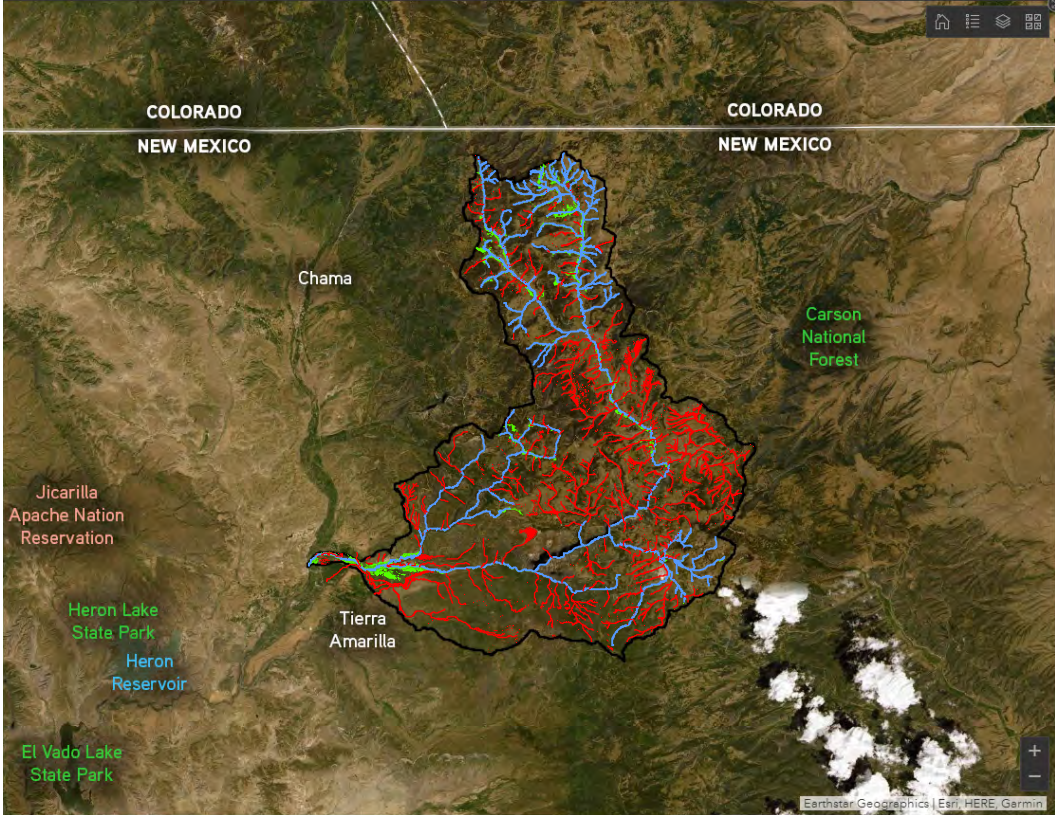 COLORADO
NEW MEXICO
COLORADO
NEW MEXICO
Chama
Carson
National
Forest
Jicarilla
Apache Nation
Reservation
Heron Lake
State Park
Heron
Reservoir
Tierra
Amarilla
El Vado Lake
State Park
+
−
Earthstar Geographics | Esri, HERE, Garmin